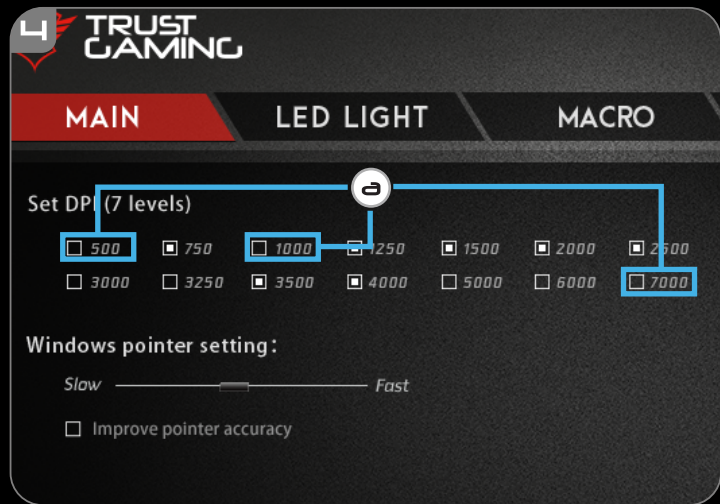 4
TRUST
GAMING
MAIN LED LIGHT MACRO
a
Set DPI (7 levels)
500 750 1000 1250 1500 2000 2500
3000 3250 3500 4000 5000 6000 7000
Windows pointer setting:
Slow Fast
Improve pointer accuracy